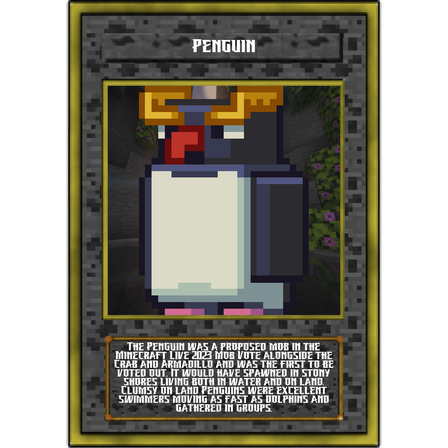 Penguin
The Penguin was a proposed mob in the
Minecraft Live 2023 Mob Vote alongside the
Crab and Armadillo and was the first to be
voted out. It would have spawned in stony
shores living both in water and on land.
Clumsy on land Penguins were excellent
swimmers moving as fast as dolphins and
gathered in groups